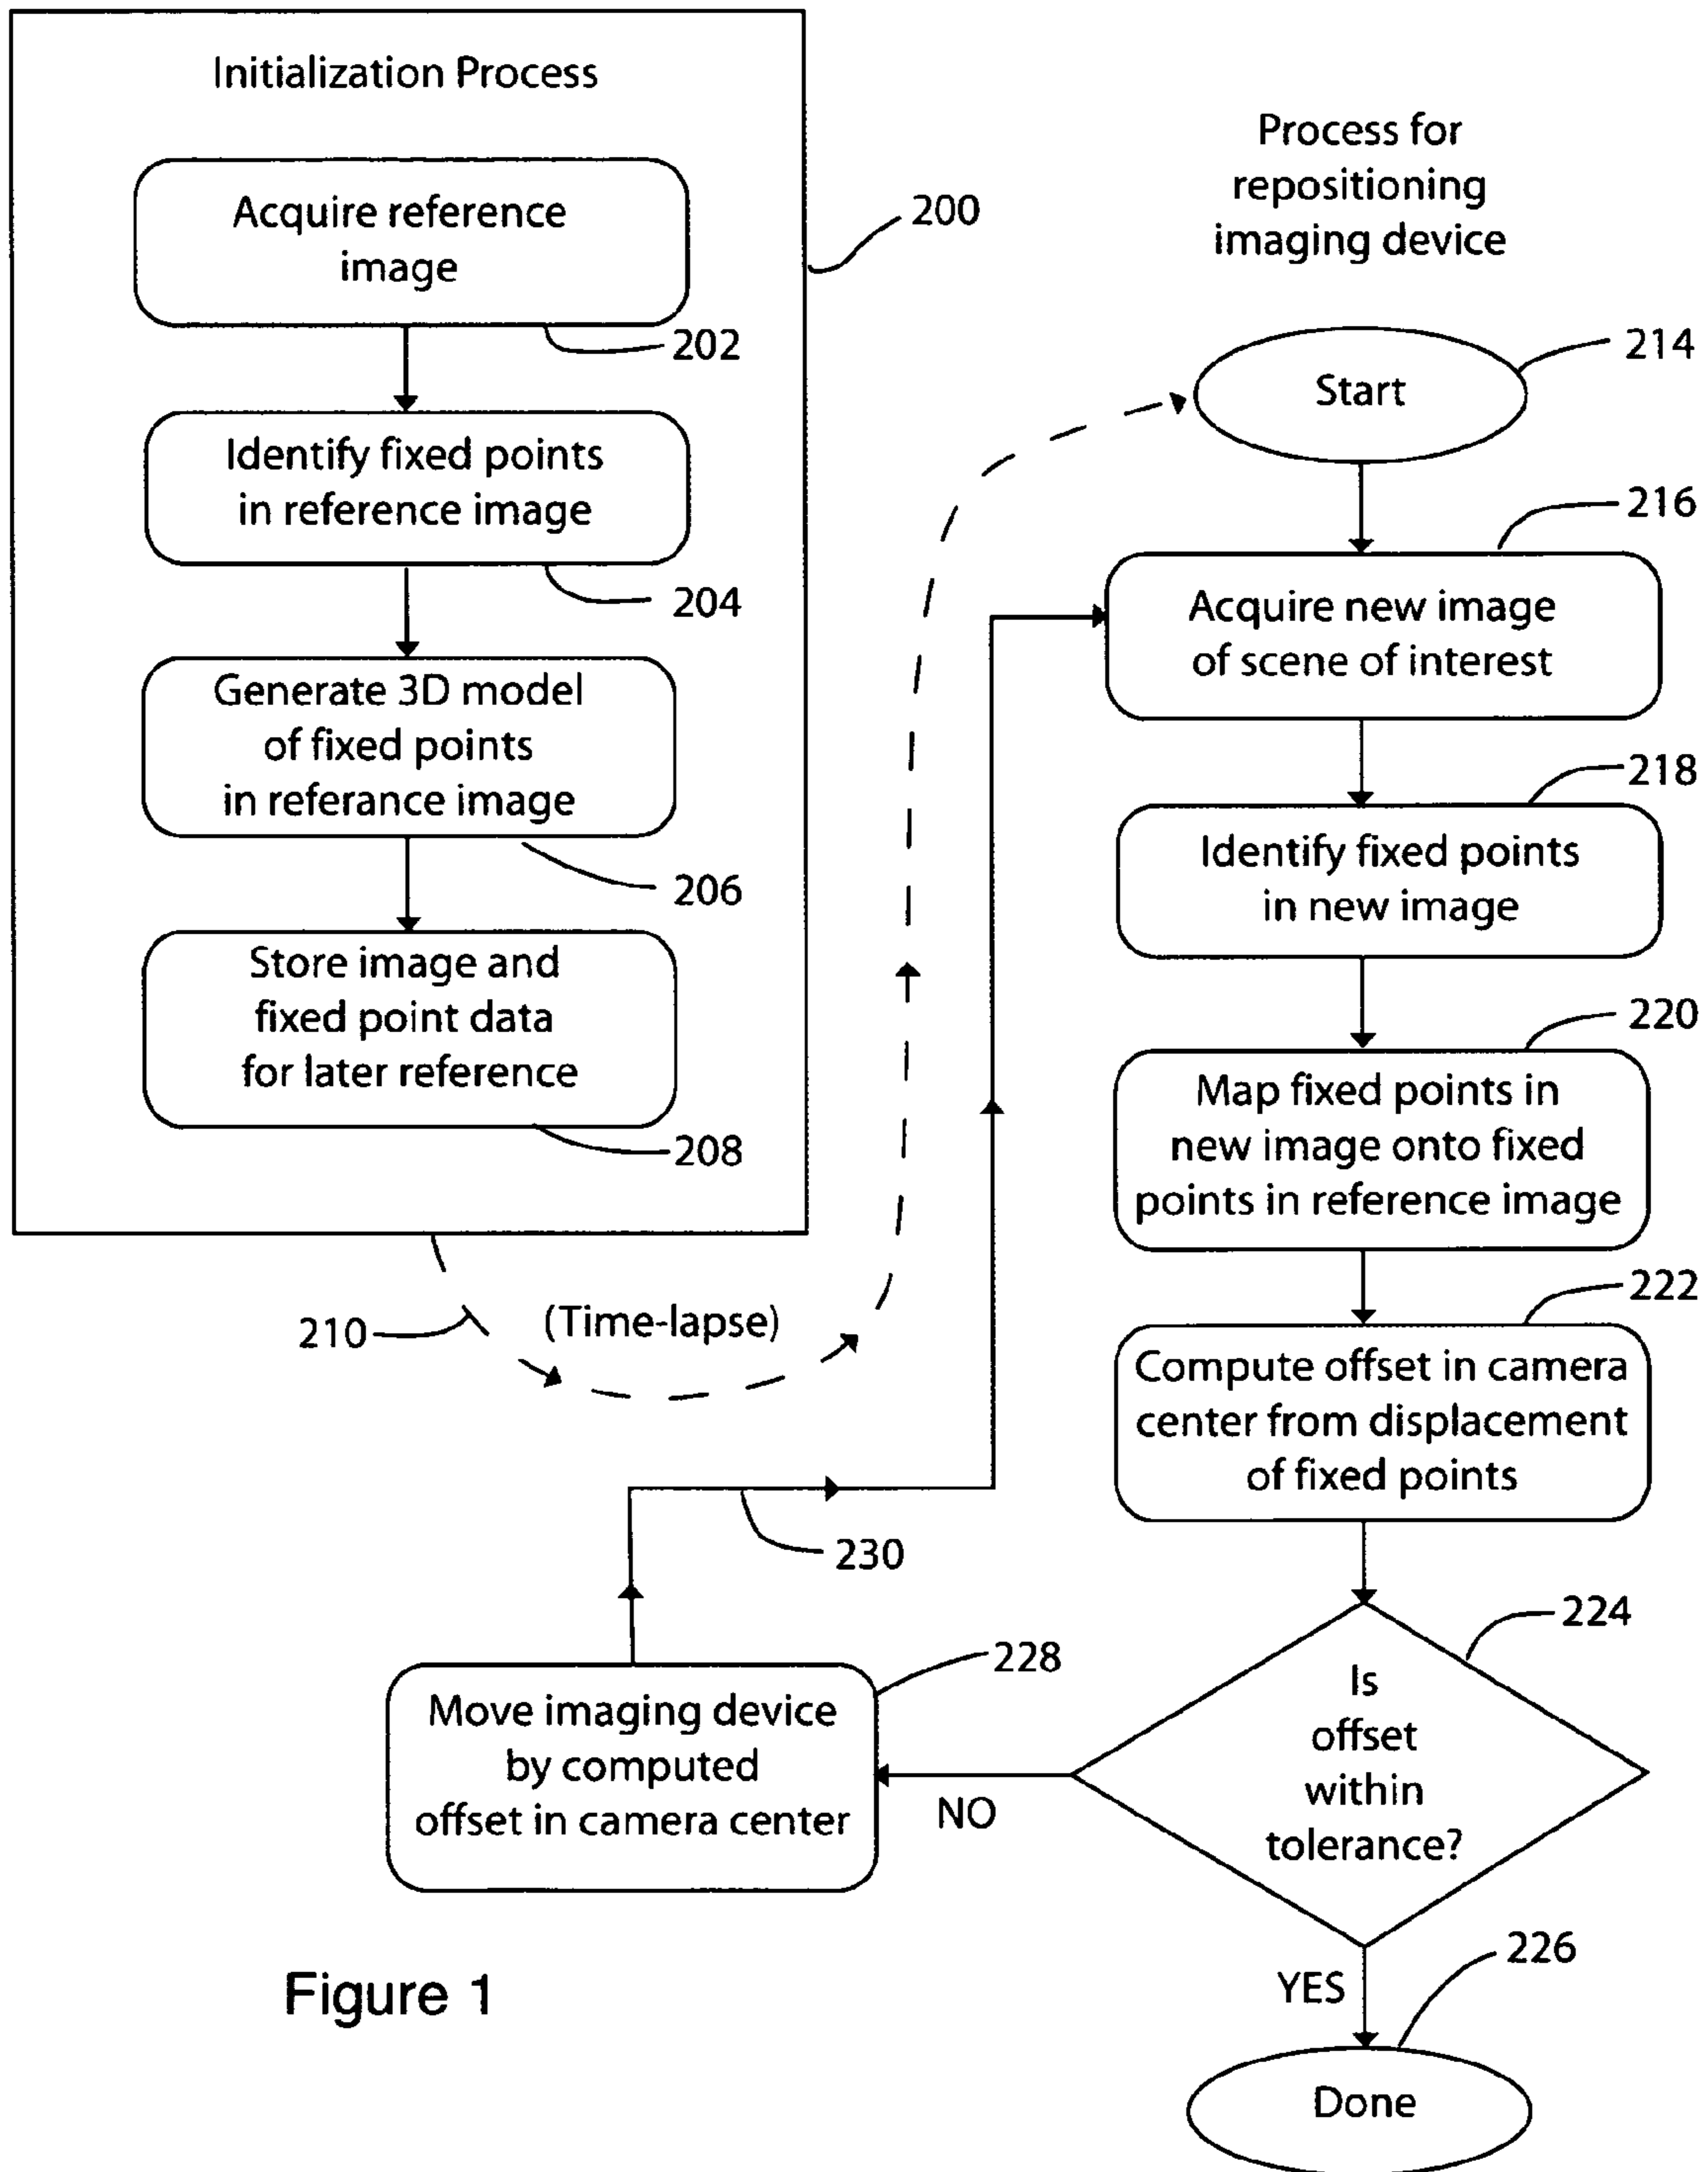 Initialization Process
Acquire reference
image
200
202
Identify fixed points
in reference image
204
Generate 3D model
of fixed points
in referance image
206
Store image and
fixed point data
for later reference
208
210
(Time-lapse)
Process for
repositioning
imaging device
Start
214
216
Acquire new image
of scene of interest
218
Identify fixed points
in new image
220
Map fixed points in
new image onto fixed
points in reference image
222
Compute offset in camera
center from displacement
of fixed points
224
Is
offset
within
tolerance?
NO
228
Move imaging device
by computed
offset in camera center
230
YES
226
Done
Figure 1